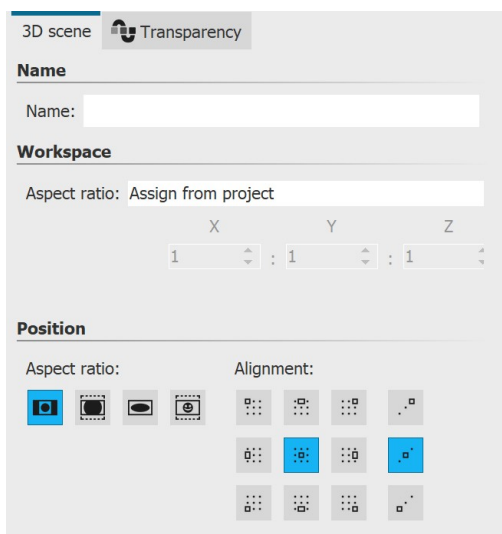 3D scene Transparency
Name
Name:
Workspace
Aspect ratio: Assign from project
X Y Z
1 : 1 : 1
Position
Aspect ratio: Alignment: